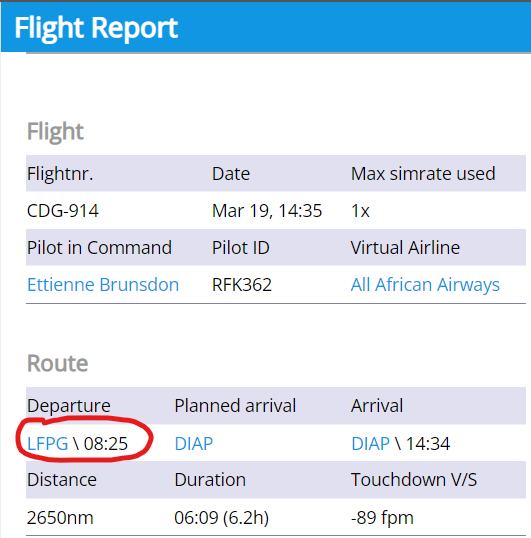 Flight Report
Flight
Flightnr. Date Max simrate used
CDG-914 Mar 19, 14:35 1x
Pilot in Command Pilot ID Virtual Airline
Ettienne Brunsdon RFK362 All African Airways
Route
Departure Planned arrival Arrival
LFPG \ 08:25 DIAP DIAP \ 14:34
Distance Duration Touchdown V/S
2650nm 06:09 (6.2h) -89 fpm